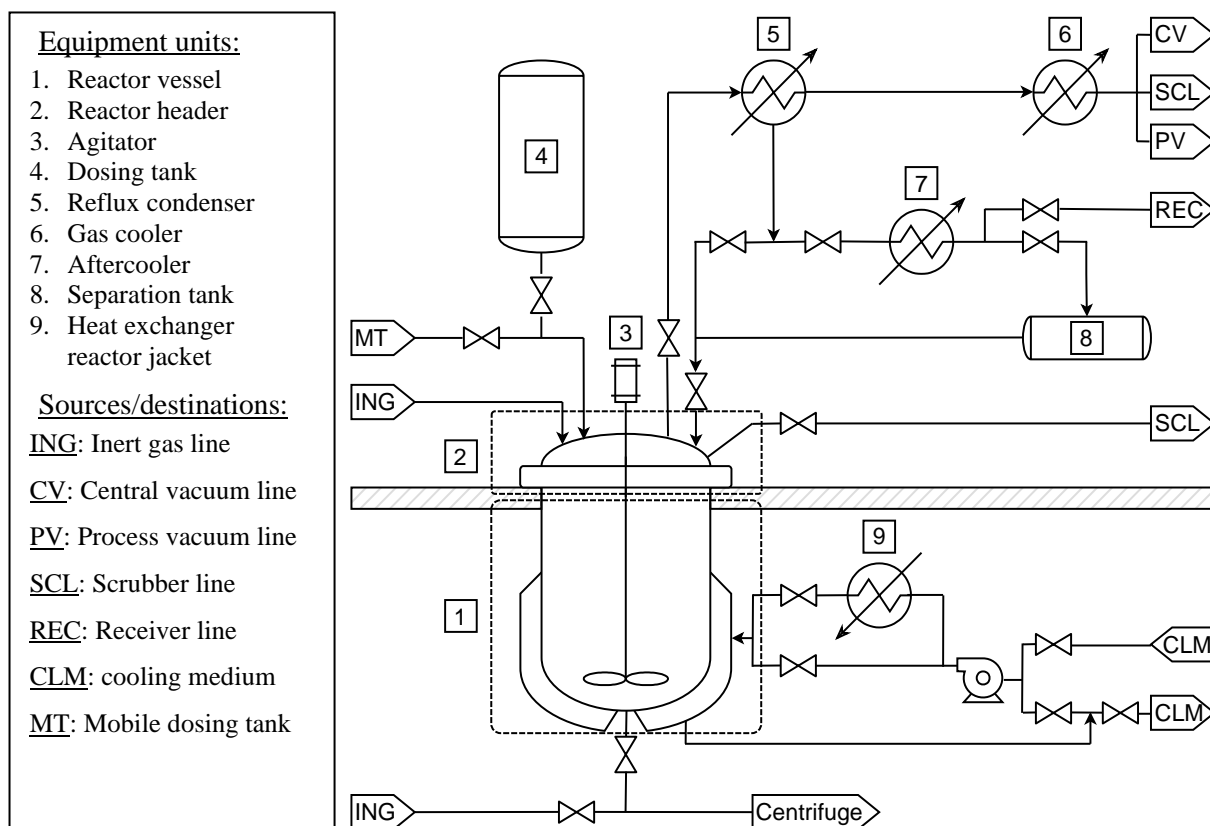 Equipment units:
1. Reactor vessel
2. Reactor header
3. Agitator
4. Dosing tank
5. Reflux condenser
6. Gas cooler
7. Aftercooler
8. Separation tank
9. Heat exchanger
reactor jacket
Sources/destinations:
ING: Inert gas line
CV: Central vacuum line
PV: Process vacuum line
SCL: Scrubber line
REC: Receiver line
CLM: cooling medium
MT: Mobile dosing tank
5
6
CV
SCL
PV
4
7
REC
MT
3
8
ING
2
SCL
9
1
CLM
CLM
ING
Centrifuge